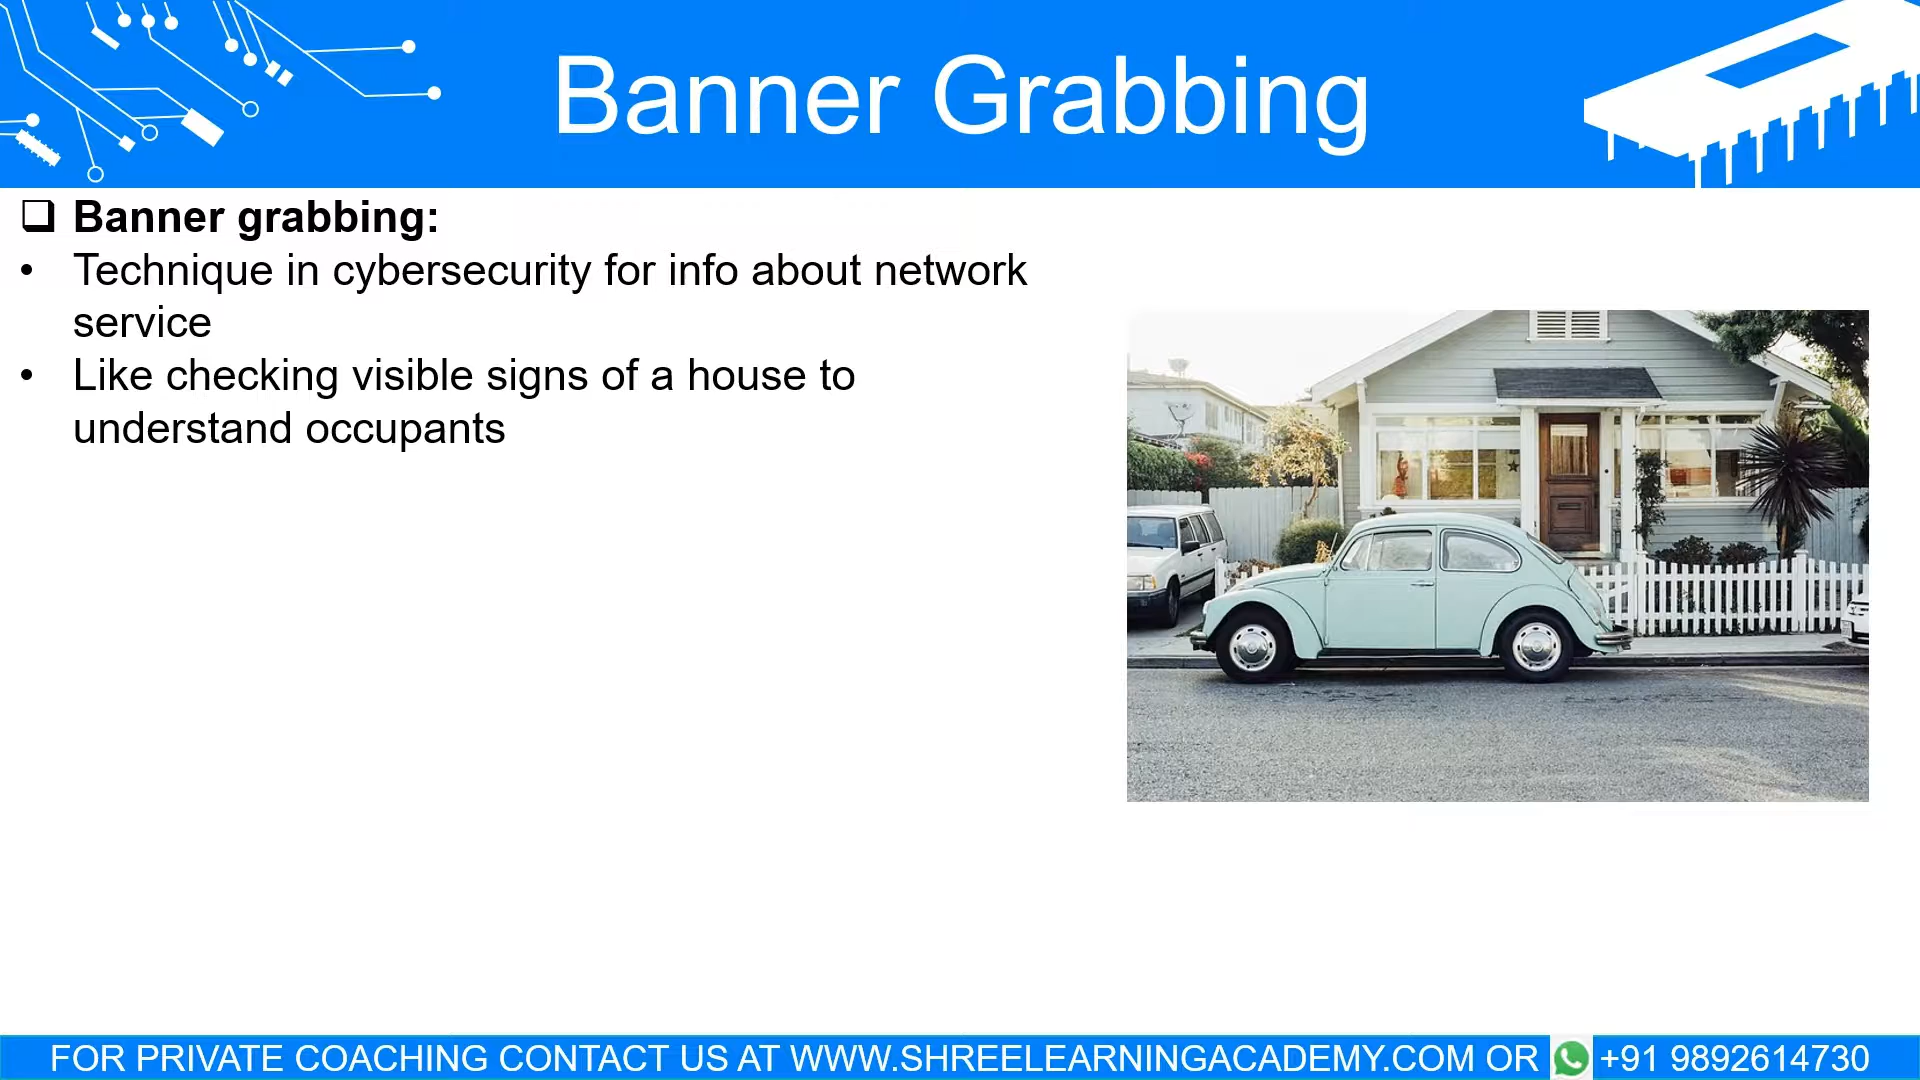 Banner Grabbing
❑ Banner grabbing:
• Technique in cybersecurity for info about network
service
• Like checking visible signs of a house to
understand occupants
FOR PRIVATE COACHING CONTACT US AT WWW.SHREELEARNINGACADEMY.COM OR +91 9892614730